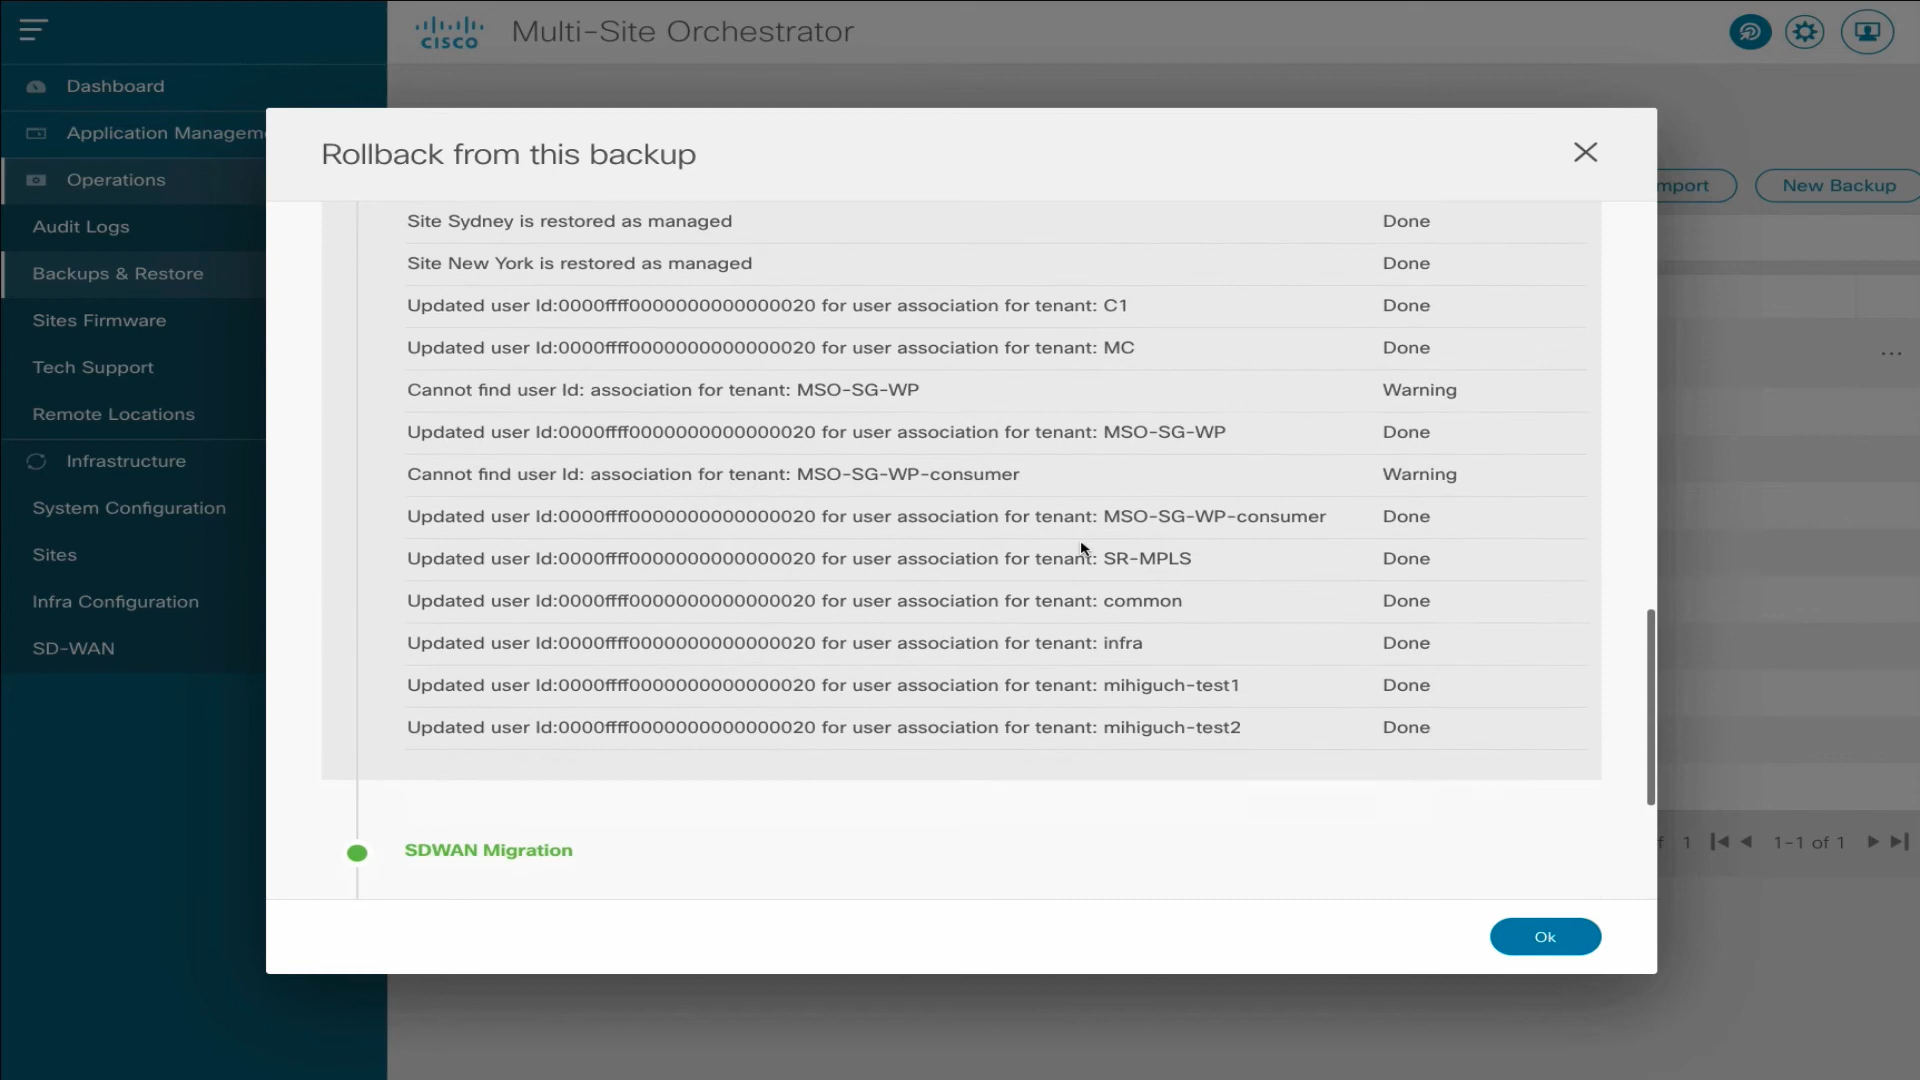 CISCO
Multi-Site Orchestrator
Dashboard
Application Managem
Operations
Audit Logs
Backups & Restore
Sites Firmware
Tech Support
Remote Locations
Infrastructure
System Configuration
Sites
Infra Configuration
SD-WAN
mport
New Backup
Rollback from this backup
Site Sydney is restored as managed Done
Site New York is restored as managed Done
Updated user Id:0000ffff0000000000000020 for user association for tenant: C1 Done
Updated user Id:0000ffff0000000000000020 for user association for tenant: MC Done
Cannot find user Id: association for tenant: MSO-SG-WP Warning
Updated user Id:0000ffff0000000000000020 for user association for tenant: MSO-SG-WP Done
Cannot find user Id: association for tenant: MSO-SG-WP-consumer Warning
Updated user Id:0000ffff0000000000000020 for user association for tenant: MSO-SG-WP-consumer Done
Updated user Id:0000ffff0000000000000020 for user association for tenant: SR-MPLS Done
Updated user Id:0000ffff0000000000000020 for user association for tenant: common Done
Updated user Id:0000ffff0000000000000020 for user association for tenant: infra Done
Updated user Id:0000ffff0000000000000020 for user association for tenant: mihiguch-test1 Done
Updated user Id:0000ffff0000000000000020 for user association for tenant: mihiguch-test2 Done
SDWAN Migration
f 1 1-1 of 1
Ok